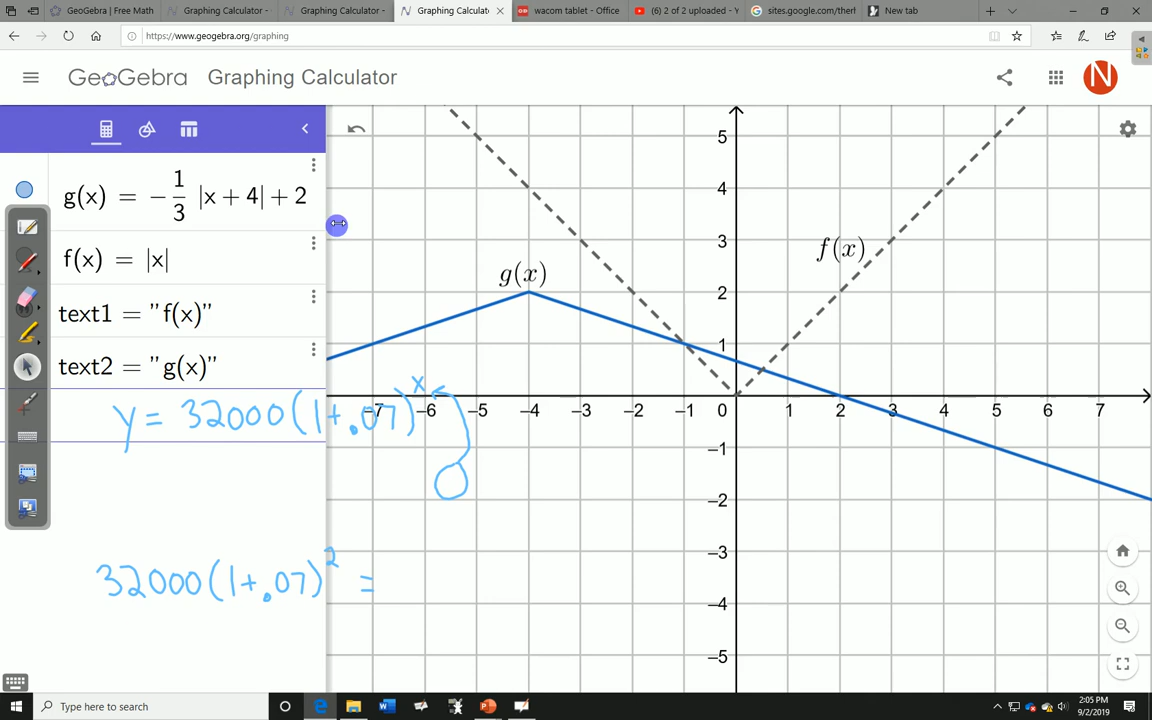 GeoGebra | Free Math
Graphing Calculator -
Graphing Calculator -
Graphing Calculat
wacom tablet - Office
(6) 2 of 2 uploaded - Y
sites.google.com/therl
New tab
https://www.geogebra.org/graphing
GeoGebra Graphing Calculator
N
g(x) = -1/3 |x + 4| + 2
f(x) = |x|
text1 = "f(x)"
text2 = "g(x)"
y = 32000(1+.07)^x
0
32000(1+.07)^2 =
g(x)
f(x)
5
4
3
2
1
-7 -6 -5 -4 -3 -2 -1 0 1 2 3 4 5 6 7
-1
-2
-3
-4
-5
Type here to search
2:05 PM
9/2/2019